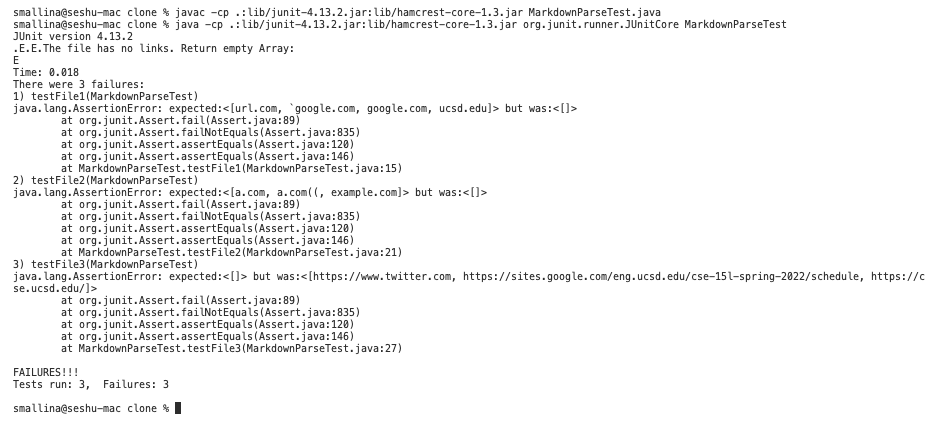 smallina@seshu-mac clone % javac -cp .:lib/junit-4.13.2.jar:lib/hamcrest-core-1.3.jar MarkdownParseTest.java
smallina@seshu-mac clone % java -cp .:lib/junit-4.13.2.jar:lib/hamcrest-core-1.3.jar org.junit.runner.JUnitCore MarkdownParseTest
JUnit version 4.13.2
.E.E.The file has no links. Return empty Array:
E
Time: 0.018
There were 3 failures:
1) testFile1(MarkdownParseTest)
java.lang.AssertionError: expected:<[url.com, `google.com, google.com, ucsd.edu]> but was:<[]>
        at org.junit.Assert.fail(Assert.java:89)
        at org.junit.Assert.failNotEquals(Assert.java:835)
        at org.junit.Assert.assertEquals(Assert.java:120)
        at org.junit.Assert.assertEquals(Assert.java:146)
        at MarkdownParseTest.testFile1(MarkdownParseTest.java:15)
2) testFile2(MarkdownParseTest)
java.lang.AssertionError: expected:<[a.com, a.com((, example.com]> but was:<[]>
        at org.junit.Assert.fail(Assert.java:89)
        at org.junit.Assert.failNotEquals(Assert.java:835)
        at org.junit.Assert.assertEquals(Assert.java:120)
        at org.junit.Assert.assertEquals(Assert.java:146)
        at MarkdownParseTest.testFile2(MarkdownParseTest.java:21)
3) testFile3(MarkdownParseTest)
java.lang.AssertionError: expected:<[]> but was:<[https://www.twitter.com, https://sites.google.com/eng.ucsd.edu/cse-15l-spring-2022/schedule, https://c
se.ucsd.edu/]>
        at org.junit.Assert.fail(Assert.java:89)
        at org.junit.Assert.failNotEquals(Assert.java:835)
        at org.junit.Assert.assertEquals(Assert.java:120)
        at org.junit.Assert.assertEquals(Assert.java:146)
        at MarkdownParseTest.testFile3(MarkdownParseTest.java:27)

FAILURES!!!
Tests run: 3,  Failures: 3

smallina@seshu-mac clone %